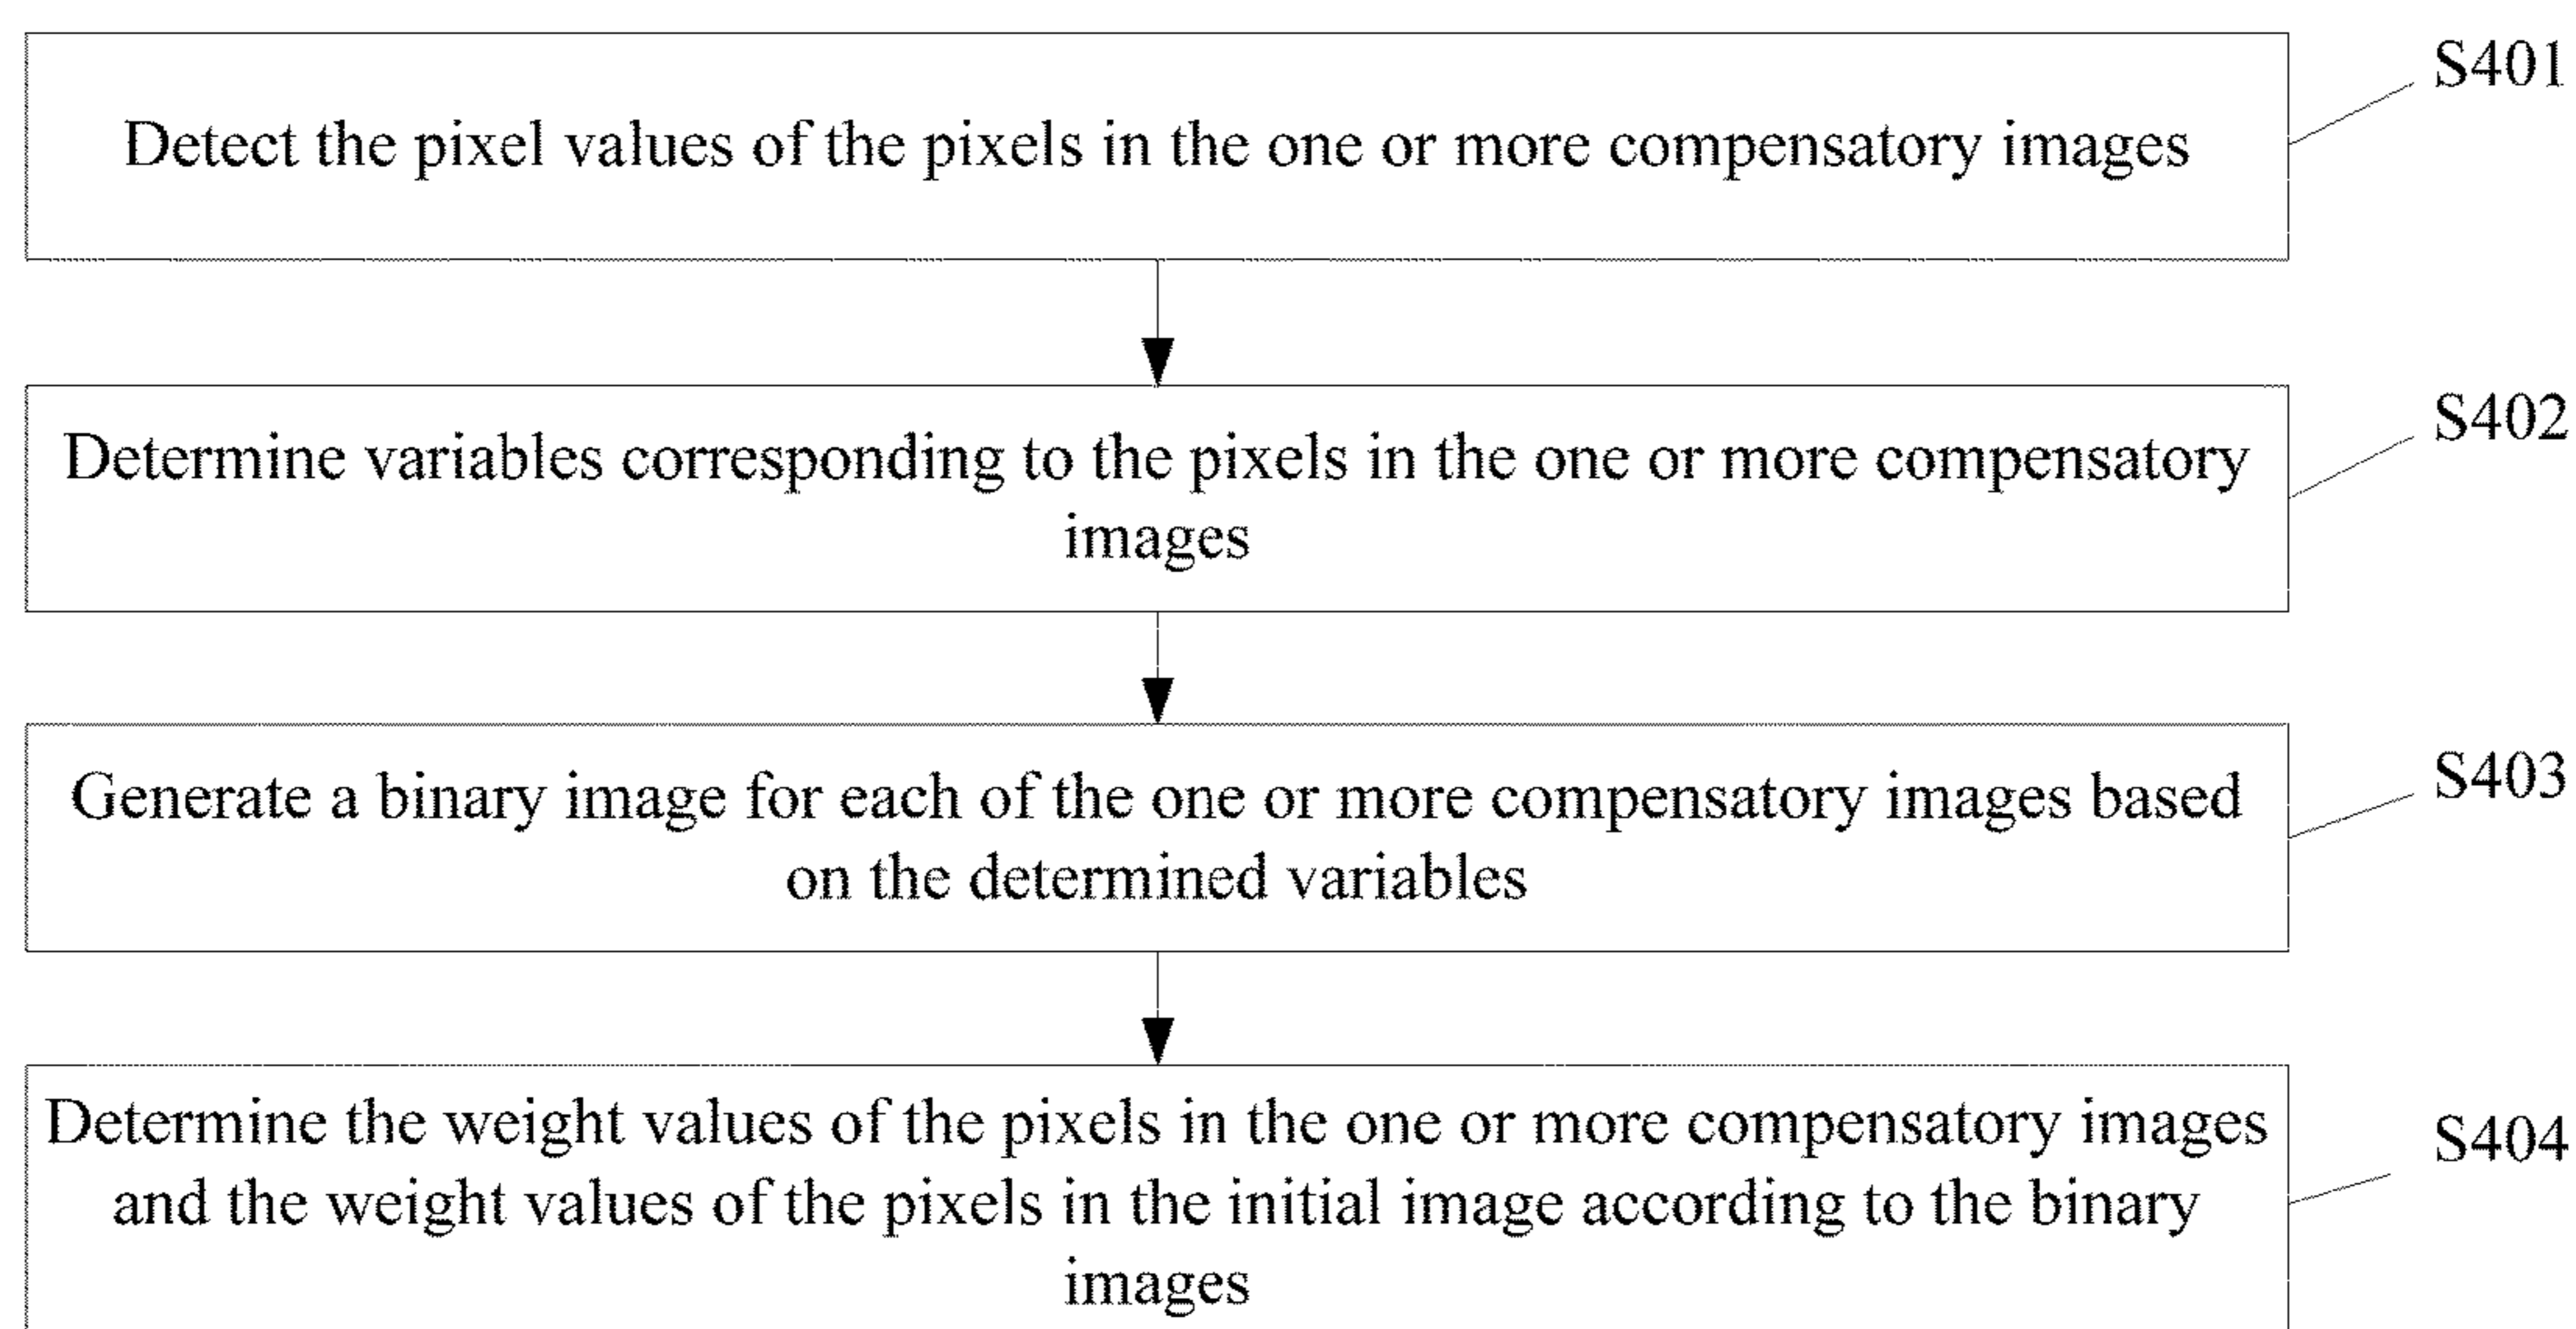 S401
Detect the pixel values of the pixels in the one or more compensatory images
S402
Determine variables corresponding to the pixels in the one or more compensatory
images
S403
Generate a binary image for each of the one or more compensatory images based
on the determined variables
S404
Determine the weight values of the pixels in the one or more compensatory images
and the weight values of the pixels in the initial image according to the binary
images